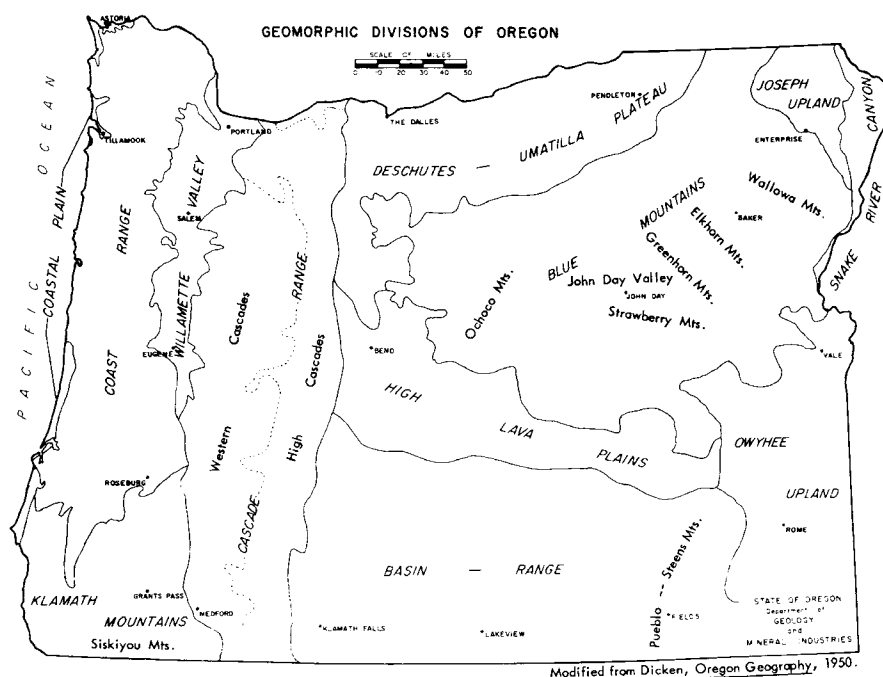 GEOMORPHIC DIVISIONS OF OREGON
SCALE OF MILES
0 10 20 30 40 50
ASTORIA
PACIFIC OCEAN
COASTAL PLAIN
TILLAMOOK
COAST RANGE
PORTLAND
WILLAMETTE VALLEY
SALEM
EUGENE
ROSEBURG
Western Cascades
High Cascades
CASCADE RANGE
THE DALLES
PENDLETON
DESCHUTES — UMATILLA PLATEAU
JOSEPH
UPLAND
ENTERPRISE
SNAKE RIVER CANYON
Wallowa Mts.
BAKER
Elkhorn Mts.
Greenhorn Mts.
BLUE MOUNTAINS
John Day Valley
JOHN DAY
Strawberry Mts.
Ochoco Mts.
BEND
VALE
HIGH LAVA PLAINS
OWYHEE
UPLAND
ROME
BASIN — RANGE
Pueblo -- Steens Mts.
FIELDS
KLAMATH
MOUNTAINS
GRANTS PASS
MEDFORD
Siskiyou Mts.
KLAMATH FALLS
LAKEVIEW
STATE OF OREGON
Department of
GEOLOGY
and
MINERAL INDUSTRIES
Modified from Dicken, Oregon Geography, 1950.